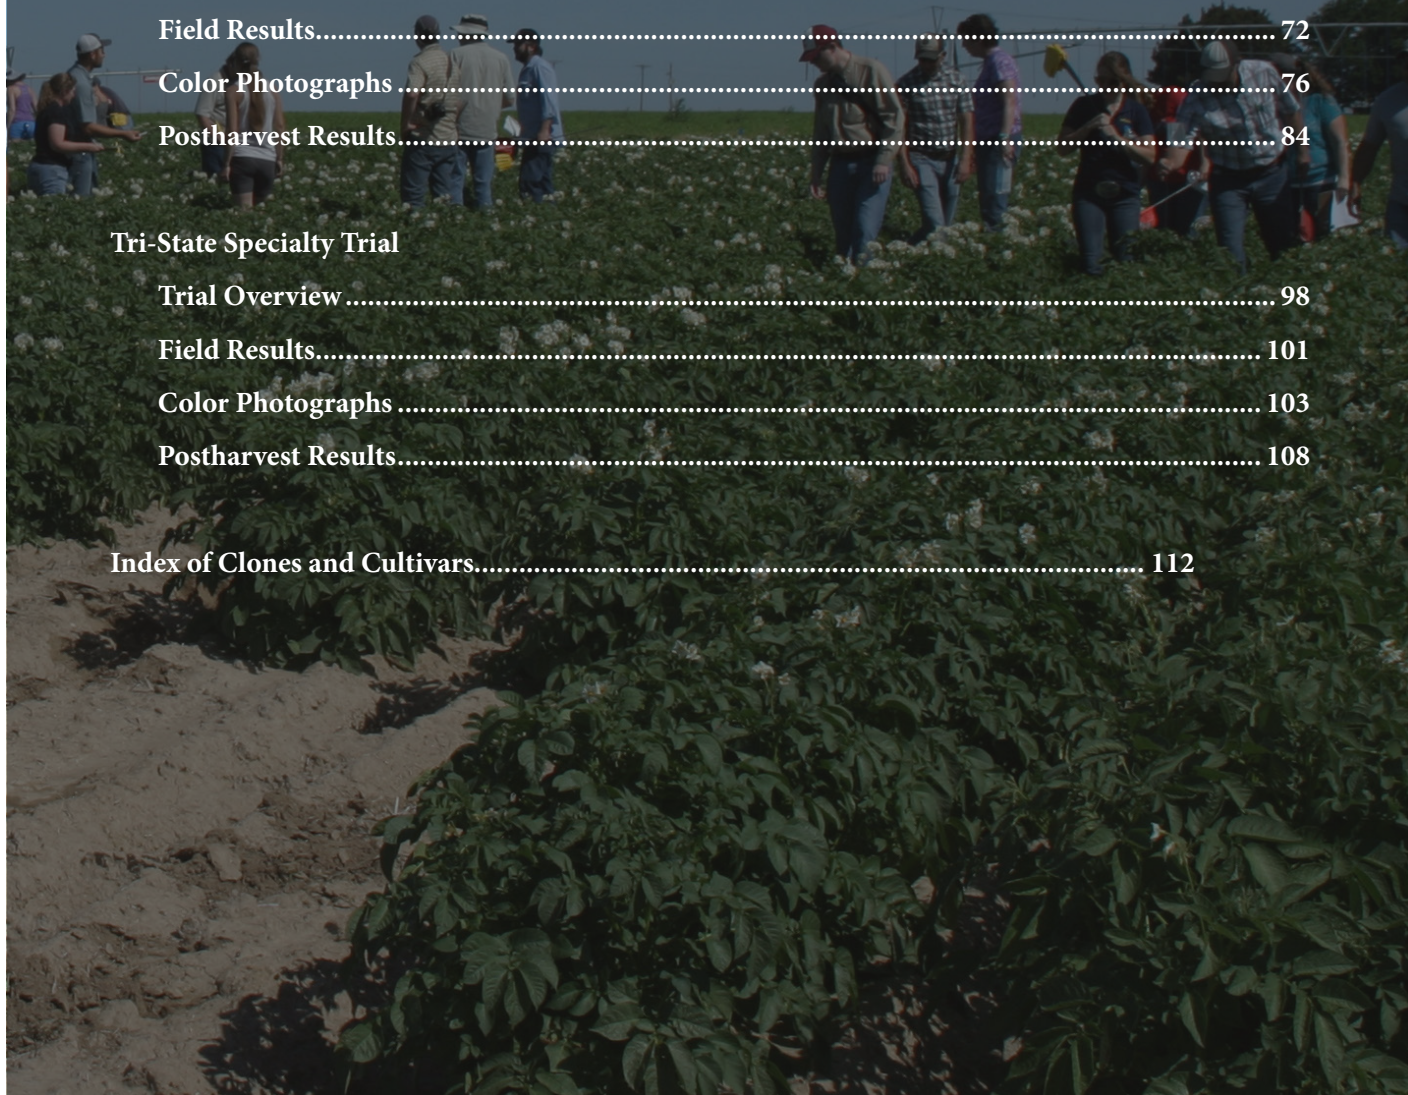 Field Results................................................................................................................................ 72
Color Photographs ..................................................................................................................... 76
Postharvest Results..................................................................................................................... 84
Tri-State Specialty Trial
Trial Overview ............................................................................................................................ 98
Field Results.............................................................................................................................. 101
Color Photographs ................................................................................................................... 103
Postharvest Results................................................................................................................... 108
Index of Clones and Cultivars......................................................................................... 112